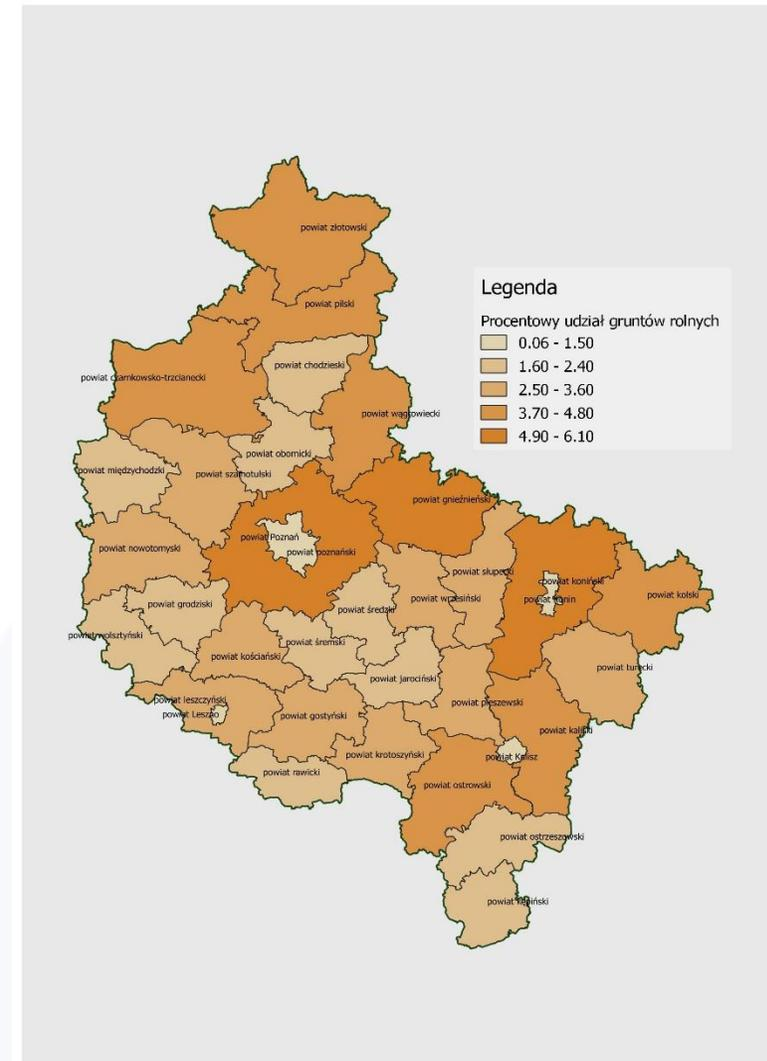 powiat złotowski
Legenda
powiat pilski
Procentowy udział gruntów rolnych
0.06 - 1.50
1.60 - 2.40
2.50 - 3.60
3.70 - 4.80
4.90 - 6.10
powiat chodzieski
powiat czarnkowsko-trzcianecki
powiat wągrowiecki
powiat obornicki
powiat międzychodzki
powiat szamotulski
powiat gnieźnieński
powiat Poznań
powiat nowotomyski
powiat poznański
powiat słupecki
powiat koniński
powiat kolski
powiat Konin
powiat wrzesiński
powiat grodziski
powiat średzki
powiat wolsztyński
powiat śremski
powiat kościański
powiat turecki
powiat jarociński
powiat leszczyński
powiat pleszewski
powiat Leszno
powiat gostyński
powiat kaliski
powiat krotoszyński
powiat Kalisz
powiat rawicki
powiat ostrowski
powiat ostrzeszowski
powiat kępiński